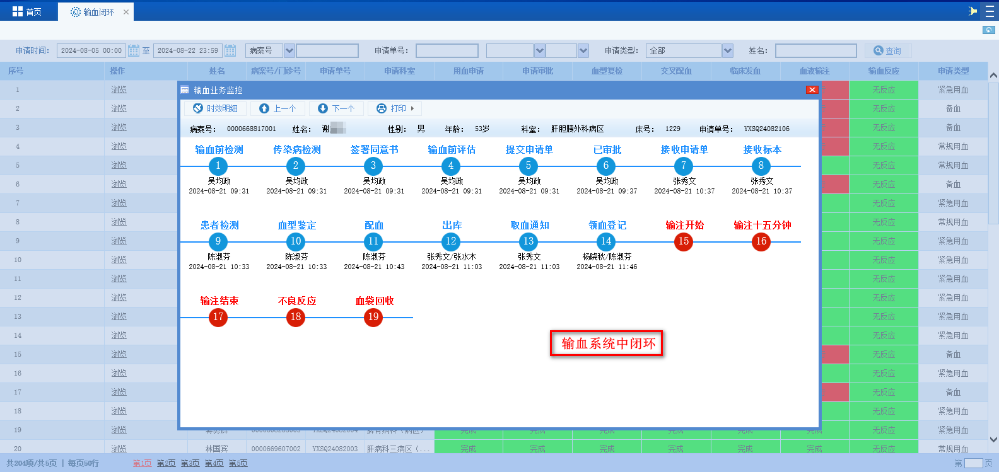 首页 输血闭环
申请时间: 2024-08-05 00:00 至 2024-08-22 23:59 病案号 申请单号: 申请类型: 全部 姓名: 查询
序号 操作 姓名 病案号/门诊号 申请单号 申请科室 用血申请 申请审批 血型复检 交叉配血 临床发血 血液输注 输血反应 申请类型
输血业务监控
时效明细 上一个 下一个 打印
病案号: 0000668817001 姓名: 谢 性别: 男 年龄: 53岁 科室: 肝胆胰外科病区 床号: 1229 申请单号: YXSQ24082106
输血前检测 传染病检测 签署同意书 输血前评估 提交申请单 已审批 接收申请单 接收标本
1 2 3 4 5 6 7 8
吴均政 吴均政 吴均政 吴均政 吴均政 吴均政 张秀文 张秀文
2024-08-21 09:31 2024-08-21 09:31 2024-08-21 09:31 2024-08-21 09:31 2024-08-21 09:31 2024-08-21 09:37 2024-08-21 10:37 2024-08-21 10:37
患者检测 血型鉴定 配血 出库 取血通知 领血登记 输注开始 输注十五分钟
9 10 11 12 13 14 15 16
陈淑芬 陈淑芬 陈淑芬 张秀文/张水木 张秀文 杨晓秋/陈淑芬
2024-08-21 10:33 2024-08-21 10:33 2024-08-21 10:43 2024-08-21 11:03 2024-08-21 11:03 2024-08-21 11:46
输注结束 不良反应 血袋回收
17 18 19
输血系统中闭环
1 浏览 无反应 紧急用血
2 浏览 无反应 备血
3 浏览 无反应 备血
4 浏览 无反应 常规用血
5 浏览 无反应 常规用血
6 浏览 无反应 备血
7 浏览 无反应 紧急用血
8 浏览 无反应 常规用血
9 浏览 无反应 紧急用血
10 浏览 无反应 紧急用血
11 浏览 无反应 紧急用血
12 浏览 无反应 紧急用血
13 浏览 无反应 紧急用血
14 浏览 无反应 紧急用血
15 浏览 无反应 备血
16 浏览 无反应 紧急用血
17 浏览 无反应 备血
18 浏览 无反应 紧急用血
19 浏览 完成 完成 完成 完成 完成 完成 无反应 紧急用血
20 浏览 林国宾 0000669607002 YXSQ24082003 肝病科三病区(... 完成 完成 完成 完成 完成 完成 无反应 常规用血
共204项/共5页 | 每页50行 第1页 第2页 第3页 第4页 第5页 第 页